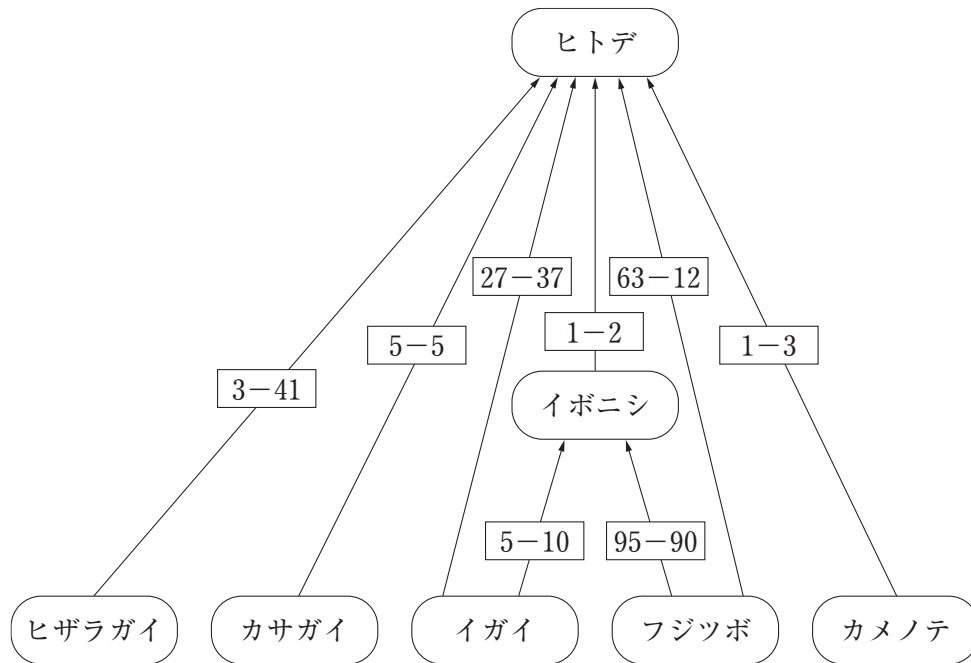 ヒトデ
27－37
63－12
5－5
1－2
1－3
3－41
イボニシ
5－10
95－90
ヒザラガイ
カサガイ
イガイ
フジツボ
カメノテ